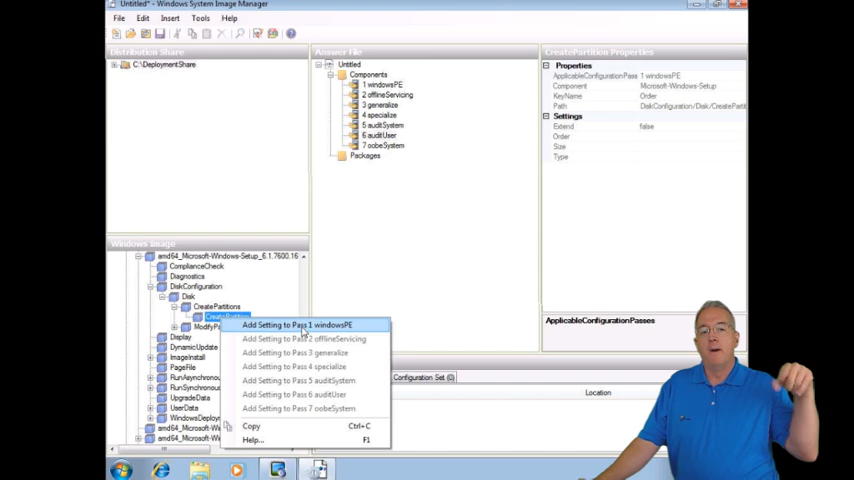 Untitled* - Windows System Image Manager
File Edit Insert Tools Help
Distribution Share
C:\DeploymentShare
Answer File
Untitled
Components
1 windowsPE
2 offlineServicing
3 generalize
4 specialize
5 auditSystem
6 auditUser
7 oobeSystem
Packages
CreatePartition Properties
Properties
ApplicableConfigurationPass 1 windowsPE
Component Microsoft-Windows-Setup
KeyName Order
Path DiskConfiguration/Disk/CreatePartit
Settings
Extend false
Order
Size
Type
Windows Image
amd64_Microsoft-Windows-Setup_6.1.7600.16
ComplianceCheck
Diagnostics
DiskConfiguration
Disk
CreatePartitions
CreatePartition
ModifyPa
Display
DynamicUpdate
ImageInstall
PageFile
RunAsynchronou
RunSynchronous
UpgradeData
UserData
WindowsDeploy
amd64_Microsoft
amd64_Microsoft
Add Setting to Pass 1 windowsPE
Add Setting to Pass 2 offlineServicing
Add Setting to Pass 3 generalize
Add Setting to Pass 4 specialize
Add Setting to Pass 5 auditSystem
Add Setting to Pass 6 auditUser
Add Setting to Pass 7 oobeSystem
Copy Ctrl+C
Help... F1
Configuration Set (0)
Location
ApplicableConfigurationPasses